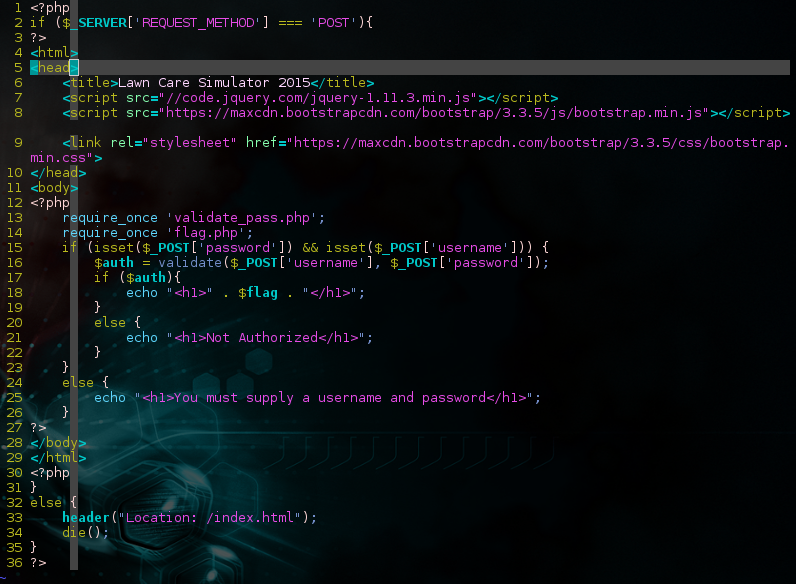 1 <?php
2 if ($_SERVER['REQUEST_METHOD'] === 'POST'){
3 ?>
4 <html>
5 <head>
6     <title>Lawn Care Simulator 2015</title>
7     <script src="//code.jquery.com/jquery-1.11.3.min.js"></script>
8     <script src="https://maxcdn.bootstrapcdn.com/bootstrap/3.3.5/js/bootstrap.min.js"></script>
9     <link rel="stylesheet" href="https://maxcdn.bootstrapcdn.com/bootstrap/3.3.5/css/bootstrap.
min.css">
10 </head>
11 <body>
12 <?php
13     require_once 'validate_pass.php';
14     require_once 'flag.php';
15     if (isset($_POST['password']) && isset($_POST['username'])) {
16         $auth = validate($_POST['username'], $_POST['password']);
17         if ($auth){
18             echo "<h1>" . $flag . "</h1>";
19         }
20         else {
21             echo "<h1>Not Authorized</h1>";
22         }
23     }
24     else {
25         echo "<h1>You must supply a username and password</h1>";
26     }
27 ?>
28 </body>
29 </html>
30 <?php
31 }
32 else {
33     header("Location: /index.html");
34     die();
35 }
36 ?>
~